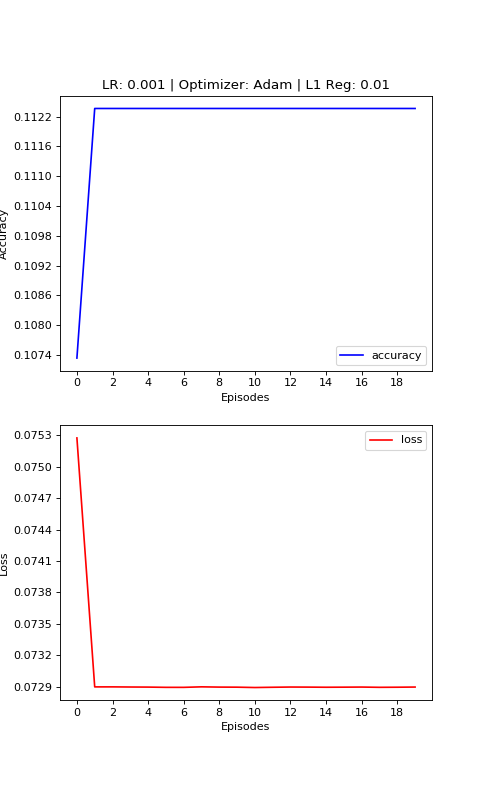 LR: 0.001 | Optimizer: Adam | L1 Reg: 0.01
0.1122
0.1116
0.1110
0.1104
0.1098
0.1092
0.1086
0.1080
0.1074
Accuracy
accuracy
0 2 4 6 8 10 12 14 16 18
Episodes
0.0753
0.0750
0.0747
0.0744
0.0741
0.0738
0.0735
0.0732
0.0729
Loss
loss
0 2 4 6 8 10 12 14 16 18
Episodes